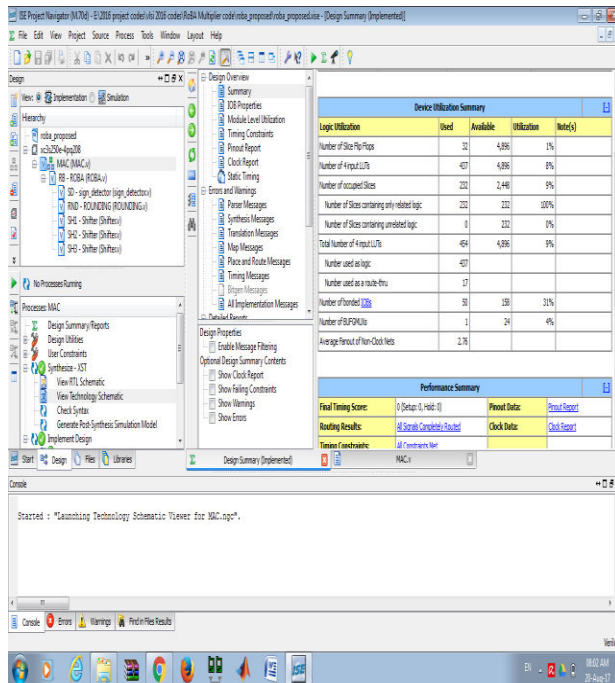 ISE Project Navigator (M.70d) - E:\2016 project codes\vlsi 2016 codes\RoBA Multiplier code\roba_proposed\roba_proposed.xise - [Design Summary (Implemented)]
File Edit View Project Source Process Tools Window Layout Help
Design
View: Implementation Simulation
Hierarchy
roba_proposed
xc3s250e-4pq208
MAC (MAC.v)
RB - ROBA (ROBA.v)
SD - sign_detector (sign_detector.v)
RND - ROUNDING (ROUNDING.v)
SH1 - Shifter (Shifter.v)
SH2 - Shifter (Shifter.v)
SH3 - Shifter (Shifter.v)
No Processes Running
Processes: MAC
Design Summary/Reports
Design Utilities
User Constraints
Synthesize - XST
View RTL Schematic
View Technology Schematic
Check Syntax
Generate Post-Synthesis Simulation Model
Implement Design
Start Design Files Libraries
Design Overview
Summary
IOB Properties
Module Level Utilization
Timing Constraints
Pinout Report
Clock Report
Static Timing
Errors and Warnings
Parser Messages
Synthesis Messages
Translation Messages
Map Messages
Place and Route Messages
Timing Messages
Bitgen Messages
All Implementation Messages
Detailed Reports
Design Properties
Enable Message Filtering
Optional Design Summary Contents
Show Clock Report
Show Failing Constraints
Show Warnings
Show Errors
Device Utilization Summary [-]
Logic Utilization Used Available Utilization Note(s)
Number of Slice Flip Flops 32 4,896 1%
Number of 4 input LUTs 437 4,896 8%
Number of occupied Slices 232 2,448 9%
Number of Slices containing only related logic 232 232 100%
Number of Slices containing unrelated logic 0 232 0%
Total Number of 4 input LUTs 454 4,896 9%
Number used as logic 437
Number used as a route-thru 17
Number of bonded IOBs 50 158 31%
Number of BUFGMUXs 1 24 4%
Average Fanout of Non-Clock Nets 2.76
Performance Summary [-]
Final Timing Score: 0 (Setup: 0, Hold: 0) Pinout Data: Pinout Report
Routing Results: All Signals Completely Routed Clock Data: Clock Report
Timing Constraints: All Constraints Met
Design Summary (Implemented) MAC.v
Console
Started : "Launching Technology Schematic Viewer for MAC.ngc".
Console Errors Warnings Find in Files Results
Veril
EN 08:02 AM
20-Aug-17